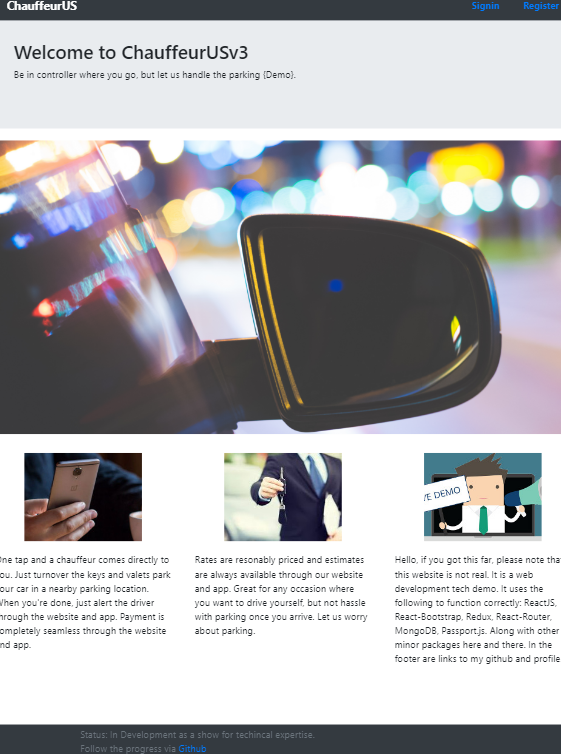 ChauffeurUS
Signin Register
Welcome to ChauffeurUSv3
Be in controller where you go, but let us handle the parking {Demo}.
VE DEMO
One tap and a chauffeur comes directly to
you. Just turnover the keys and valets park
your car in a nearby parking location.
When you're done, just alert the driver
through the website and app. Payment is
completely seamless through the website
and app.
Rates are resonably priced and estimates
are always available through our website
and app. Great for any occasion where
you want to drive yourself, but not hassle
with parking once you arrive. Let us worry
about parking.
Hello, if you got this far, please note that
this website is not real. It is a web
development tech demo. It uses the
following to function correctly: ReactJS,
React-Bootstrap, Redux, React-Router,
MongoDB, Passport.js. Along with other
minor packages here and there. In the
footer are links to my github and profile
Status: In Development as a show for techincal expertise.
Follow the progress via Github